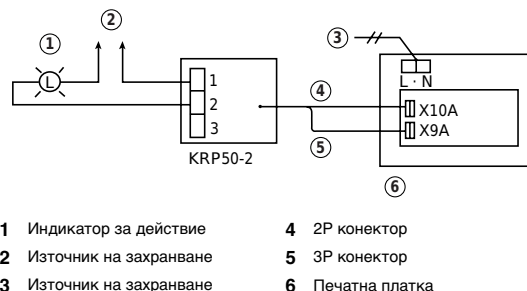 1
2
3
L
1
2
3
KRP50-2
L · N
4
X10A
X9A
5
6
1 Индикатор за действие
2 Източник на захранване
3 Източник на захранване
4 2P конектор
5 3P конектор
6 Печатна платка